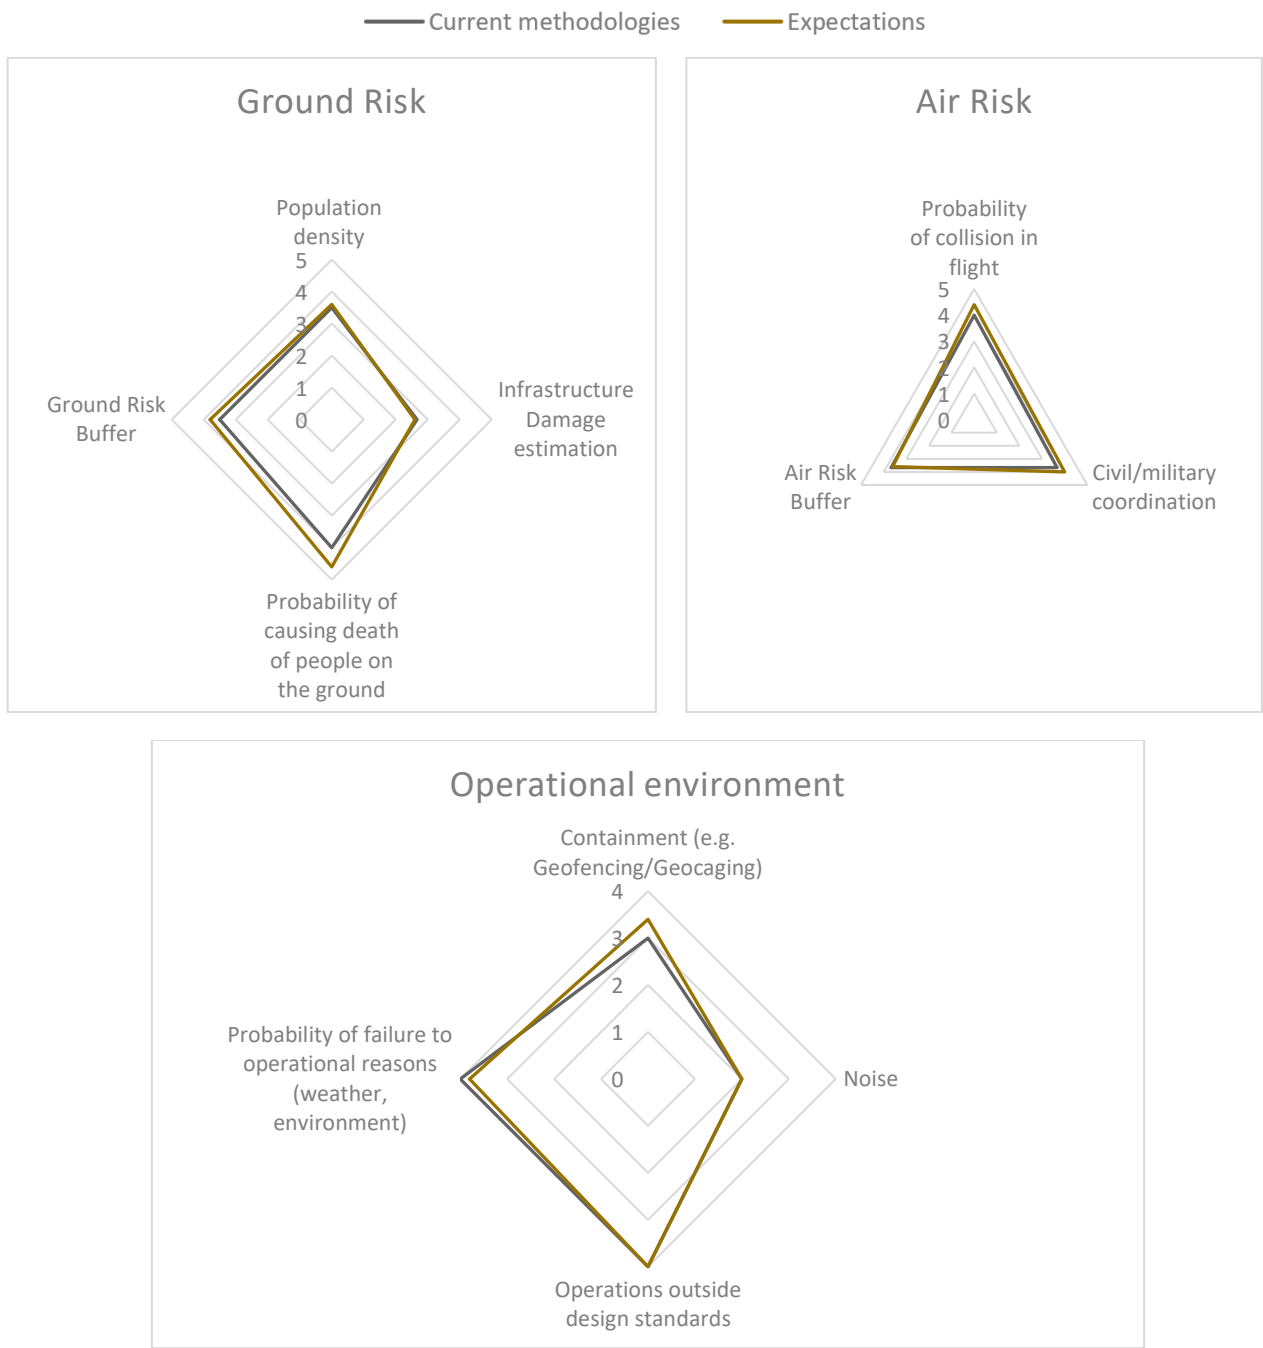 Current methodologies Expectations
Ground Risk
Population
density
5
4
3
2
1
0
Infrastructure
Damage
estimation
Ground Risk
Buffer
Probability of
causing death
of people on
the ground
Air Risk
Probability
of collision in
flight
5
4
3
2
1
0
Air Risk
Buffer
Civil/military
coordination
Operational environment
Containment (e.g.
Geofencing/Geocaging)
4
3
2
1
0
Probability of failure to
operational reasons
(weather,
environment)
Noise
Operations outside
design standards